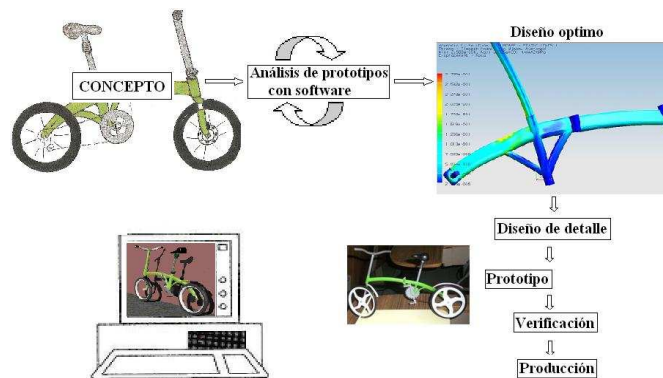 Diseño optimo
CONCEPTO
Análisis de prototipos
con software
Diseño de detalle
Prototipo
Verificación
Producción